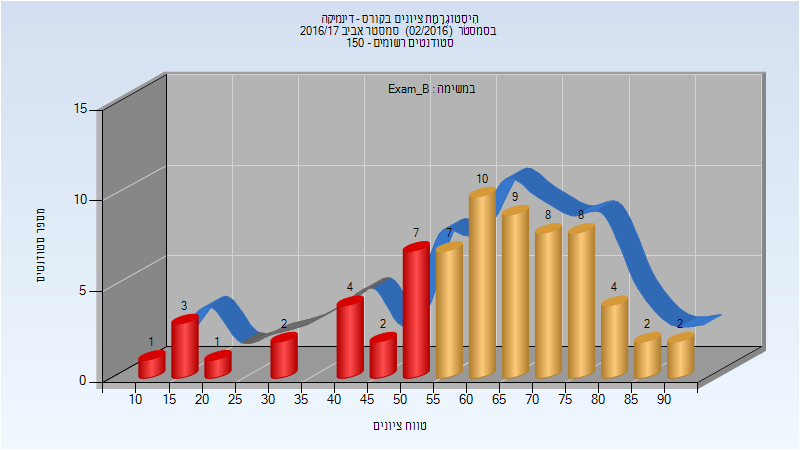 היסטוגרמת ציונים בקורס - דינמיקה
בסמסטר (02/2016) סמסטר אביב 2016/17
סטודנטים רשומים - 150
במשימה : Exam_B
מספר סטודנטים
15
10
5
0
1
3
1
2
4
2
7
7
10
9
8
8
4
2
2
10 15 20 25 30 35 40 45 50 55 60 65 70 75 80 85 90
טווח ציונים